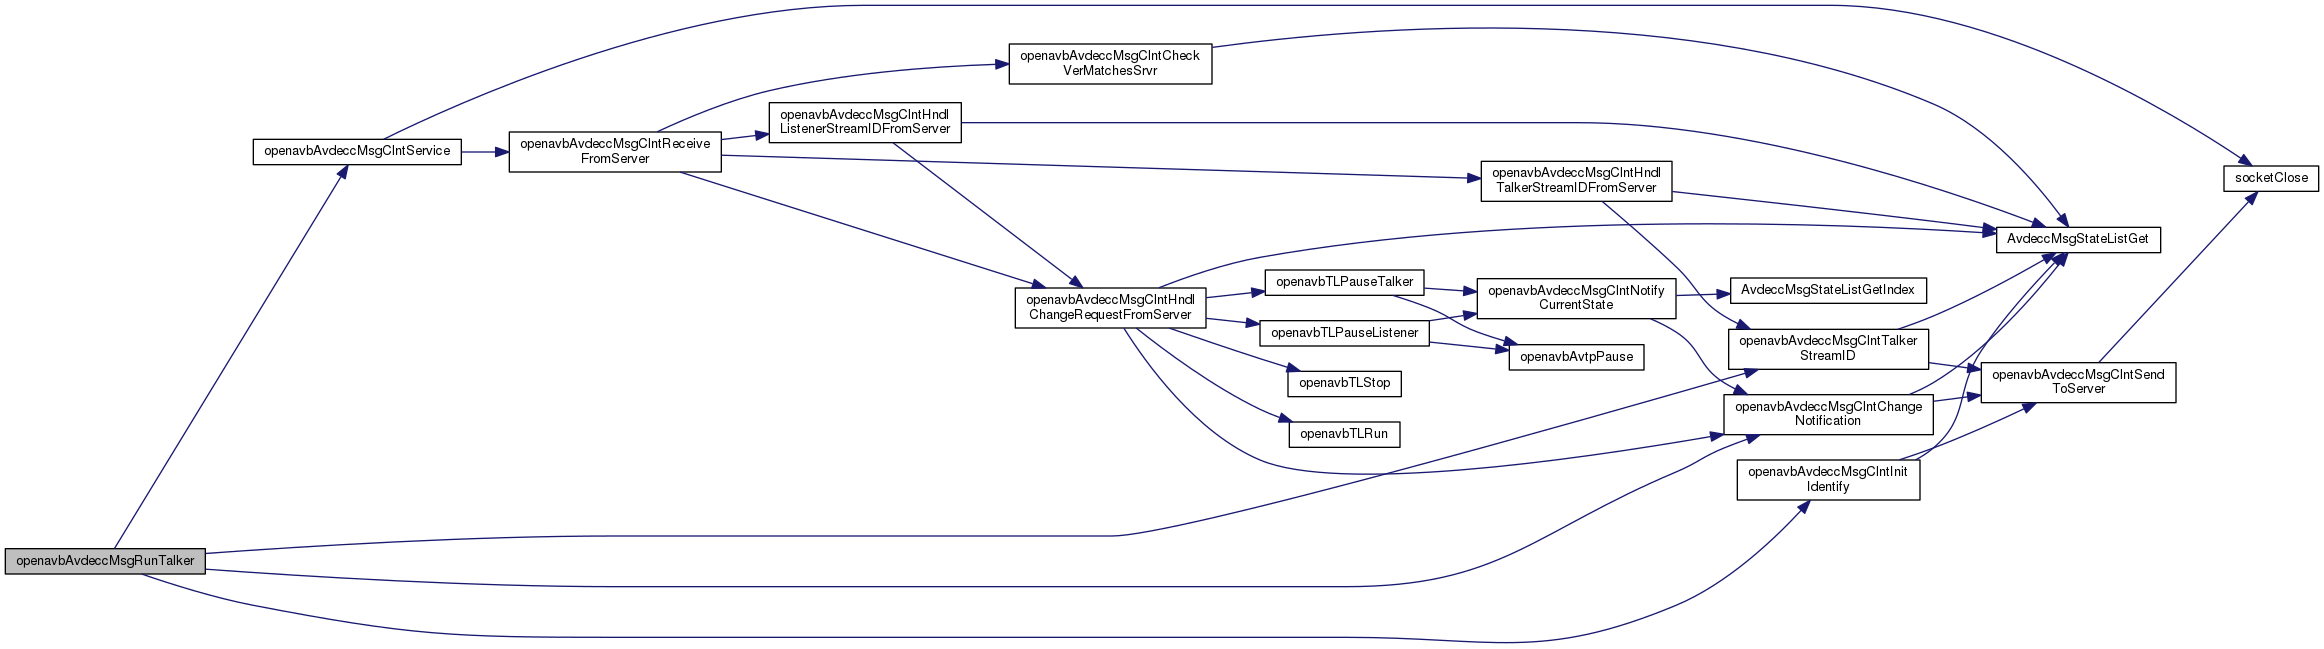 openavbAvdeccMsgClntCheck
VerMatchesSrvr
openavbAvdeccMsgClntHndl
ListenerStreamIDFromServer
openavbAvdeccMsgClntService
openavbAvdeccMsgClntReceive
FromServer
openavbAvdeccMsgClntHndl
TalkerStreamIDFromServer
socketClose
AvdeccMsgStateListGet
openavbTLPauseTalker
openavbAvdeccMsgClntNotify
CurrentState
AvdeccMsgStateListGetIndex
openavbAvdeccMsgClntHndl
ChangeRequestFromServer
openavbTLPauseListener
openavbAvtpPause
openavbAvdeccMsgClntTalker
StreamID
openavbTLStop
openavbAvdeccMsgClntSend
ToServer
openavbAvdeccMsgClntChange
Notification
openavbTLRun
openavbAvdeccMsgClntInit
Identify
openavbAvdeccMsgRunTalker